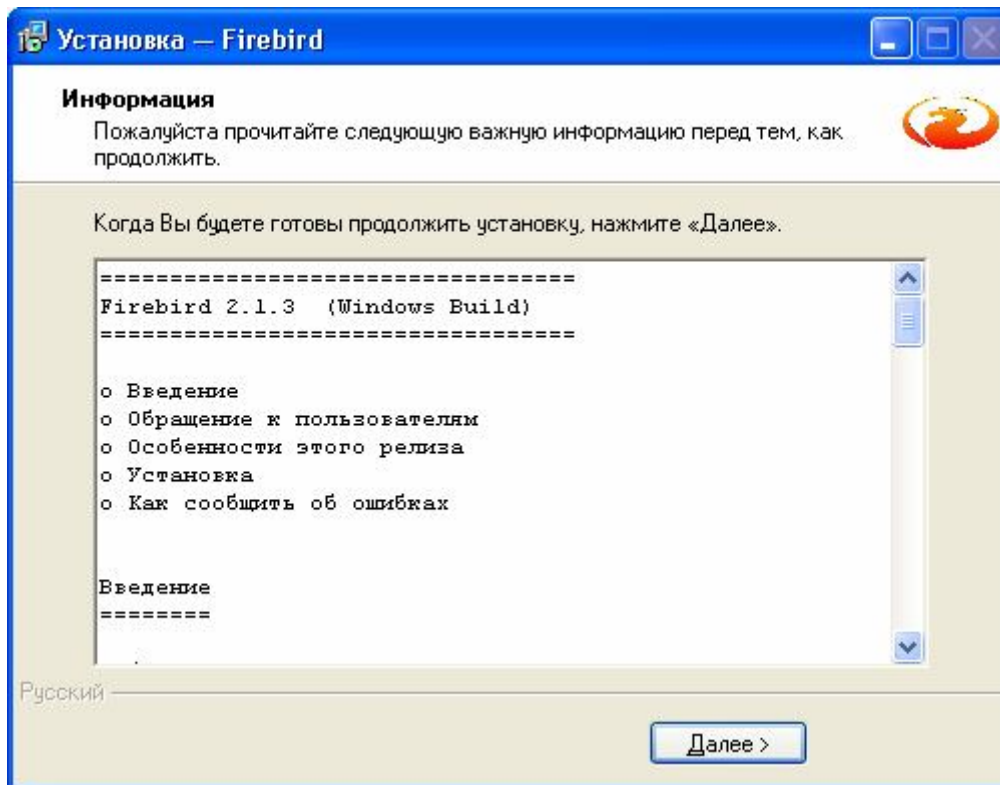 Установка — Firebird
Информация
Пожалуйста прочитайте следующую важную информацию перед тем, как
продолжить.
Когда Вы будете готовы продолжить установку, нажмите «Далее».
==================================
Firebird 2.1.3 (Windows Build)
==================================
o Введение
o Обращение к пользователям
o Особенности этого релиза
o Установка
o Как сообщить об ошибках
Введение
========
Русский
Далее >